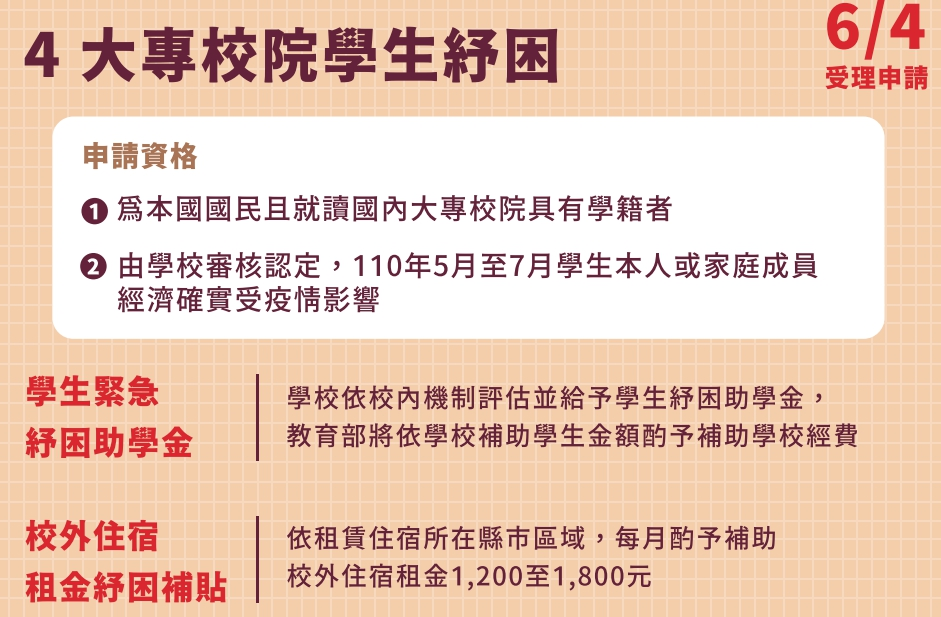 4 大專校院學生紓困
6/4
受理申請
申請資格
❶ 為本國國民且就讀國內大專校院具有學籍者
❷ 由學校審核認定，110年5月至7月學生本人或家庭成員
經濟確實受疫情影響
學生緊急
紓困助學金
學校依校內機制評估並給予學生紓困助學金，
教育部將依學校補助學生金額酌予補助學校經費
校外住宿
租金紓困補貼
依租賃住宿所在縣市區域，每月酌予補助
校外住宿租金1,200至1,800元